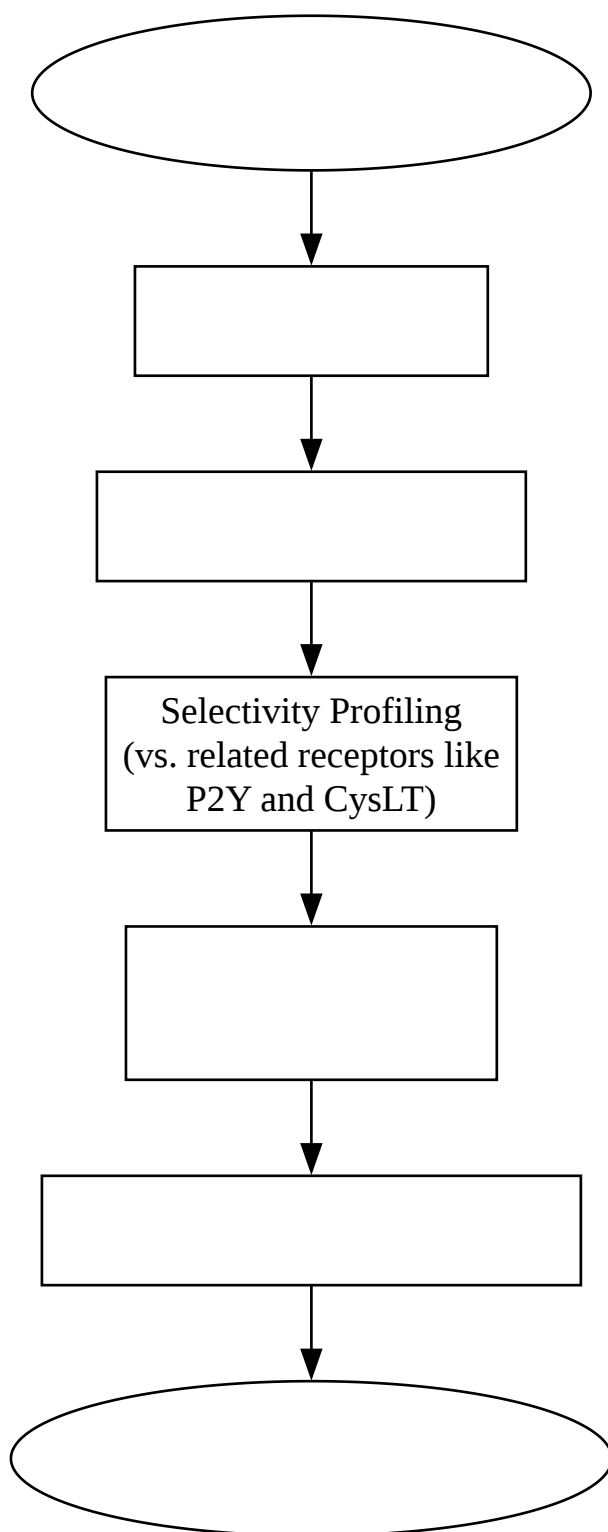 Selectivity Profiling
(vs. related receptors like
P2Y and CysLT)